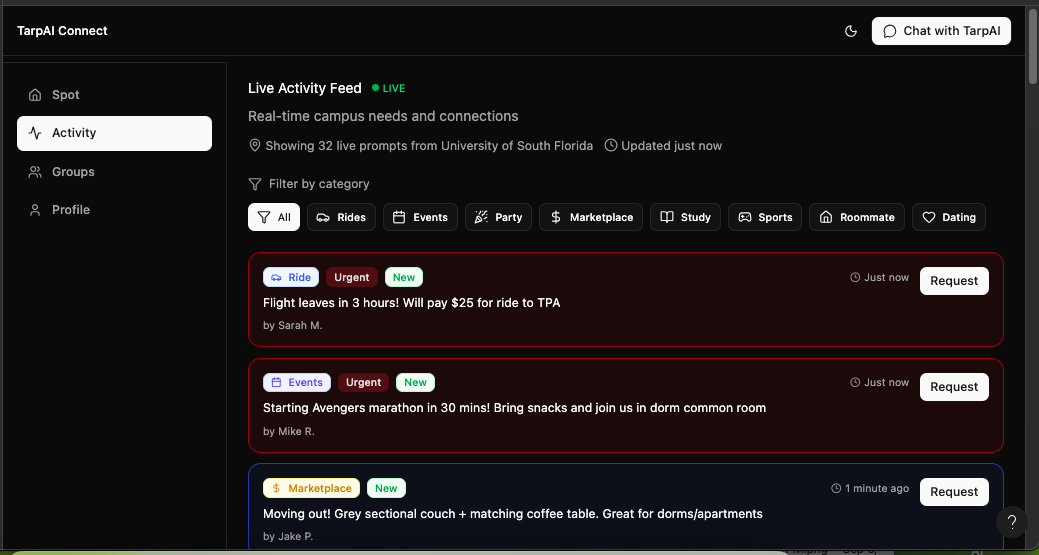 TarpAI Connect
Chat with TarpAI
Spot
Activity
Groups
Profile
Live Activity Feed LIVE
Real-time campus needs and connections
Showing 32 live prompts from University of South Florida Updated just now
Filter by category
All Rides Events Party Marketplace Study Sports Roommate Dating
Ride Urgent New Just now Request
Flight leaves in 3 hours! Will pay $25 for ride to TPA
by Sarah M.
Events Urgent New Just now Request
Starting Avengers marathon in 30 mins! Bring snacks and join us in dorm common room
by Mike R.
Marketplace New 1 minute ago Request
Moving out! Grey sectional couch + matching coffee table. Great for dorms/apartments
by Jake P.
?